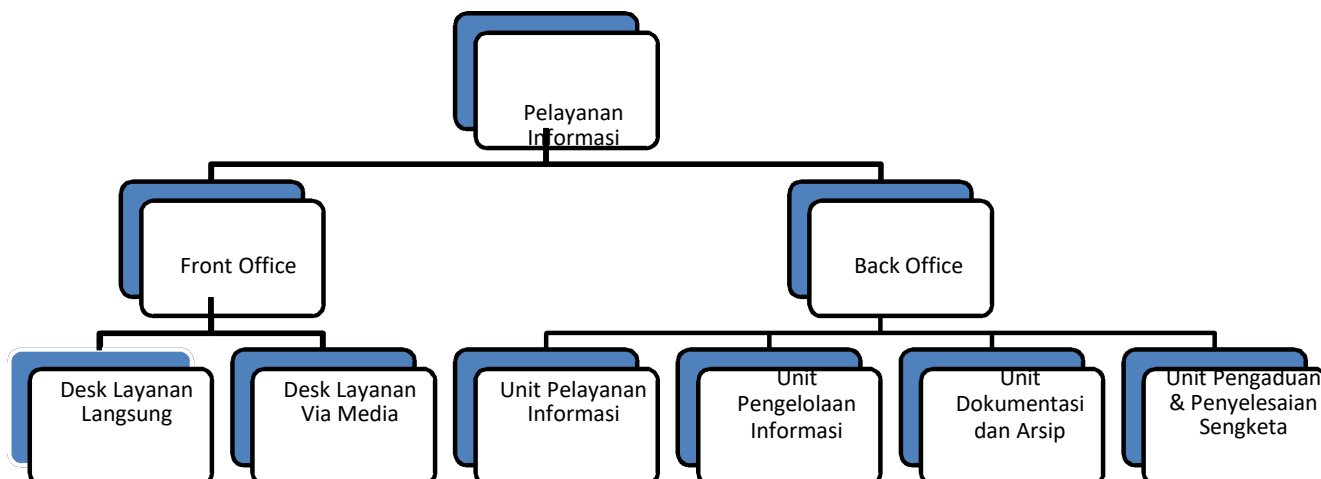 Pelayanan
Informasi
Front Office
Back Office
Desk Layanan
Langsung
Desk Layanan
Via Media
Unit Pelayanan
Informasi
Unit
Pengelolaan
Informasi
Unit
Dokumentasi
dan Arsip
Unit Pengaduan
& Penyelesaian
Sengketa